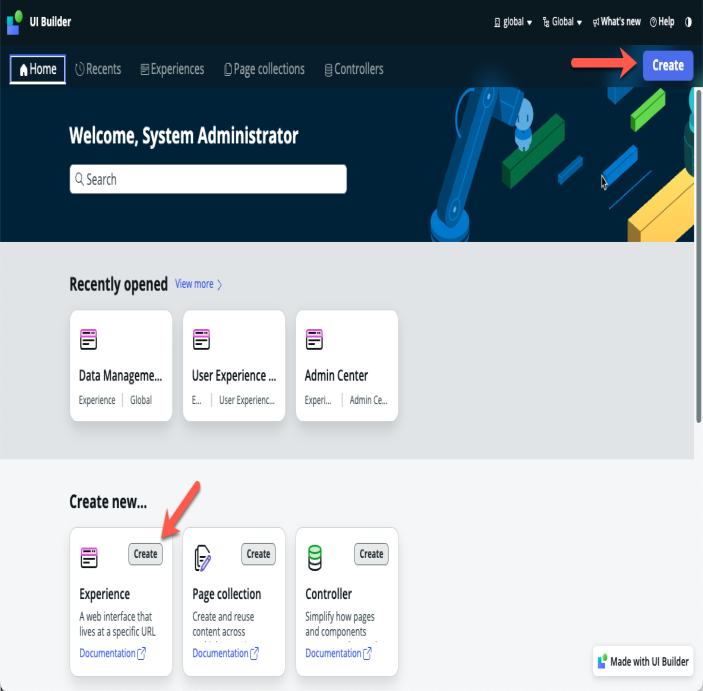 UI Builder
global
Global
What's new
Help
Home
Recents
Experiences
Page collections
Controllers
Create
Welcome, System Administrator
Search
Recently opened
View more
Data Manageme...
Experience
Global
User Experience ...
E...
User Experienc...
Admin Center
Experi...
Admin Ce...
Create new...
Create
Experience
A web interface that
lives at a specific URL
Documentation
Create
Page collection
Create and reuse
content across
Documentation
Create
Controller
Simplify how pages
and components
Documentation
Made with UI Builder